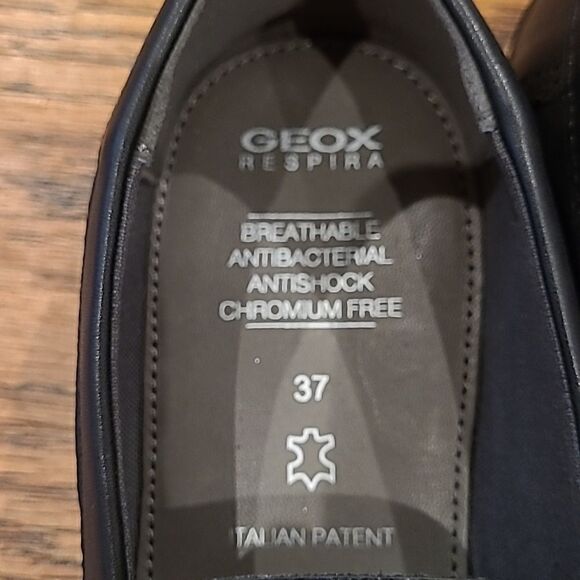 GEOX
RESPIRA
BREATHABLE
ANTIBACTERIAL
ANTISHOCK
CHROMIUM FREE
37
ITALIAN PATENT